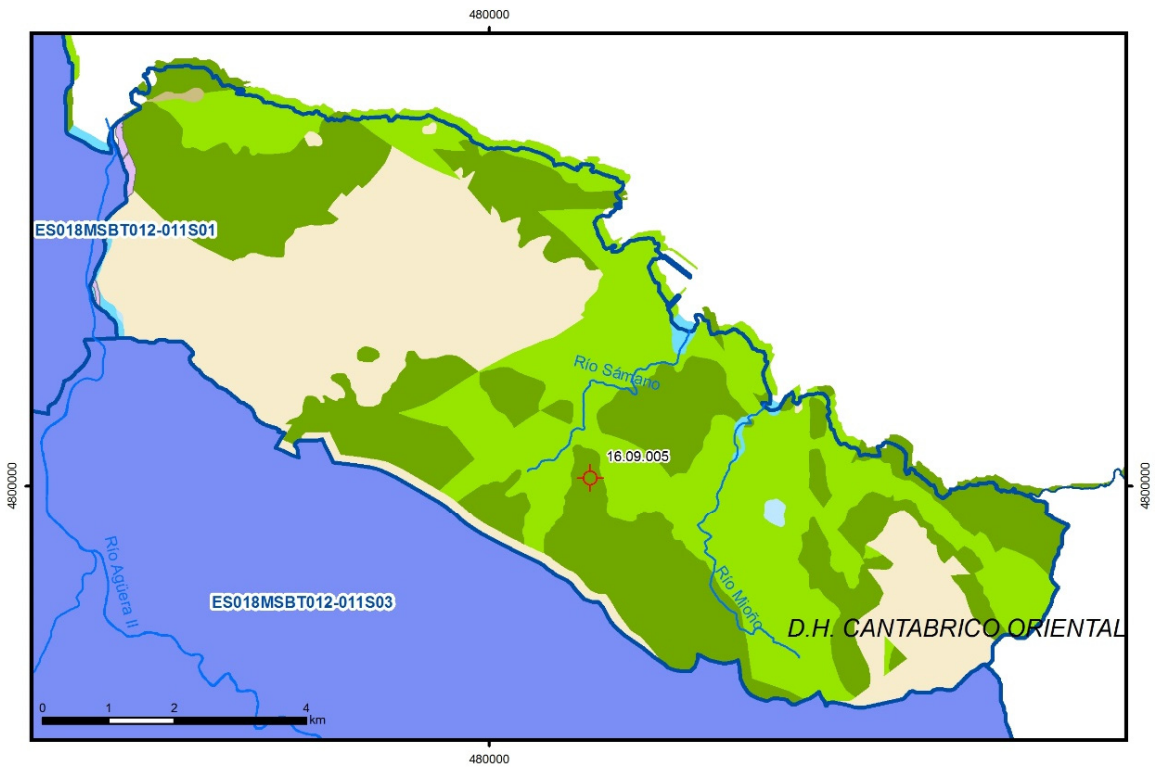 480000
ES018MSBT012-011S01
Río Sámano
16.09.005
4800000
4800000
Río Agüera II
ES018MSBT012-011S03
Río Mioño
D.H. CANTABRICO ORIENTAL
0 1 2 4
km
480000